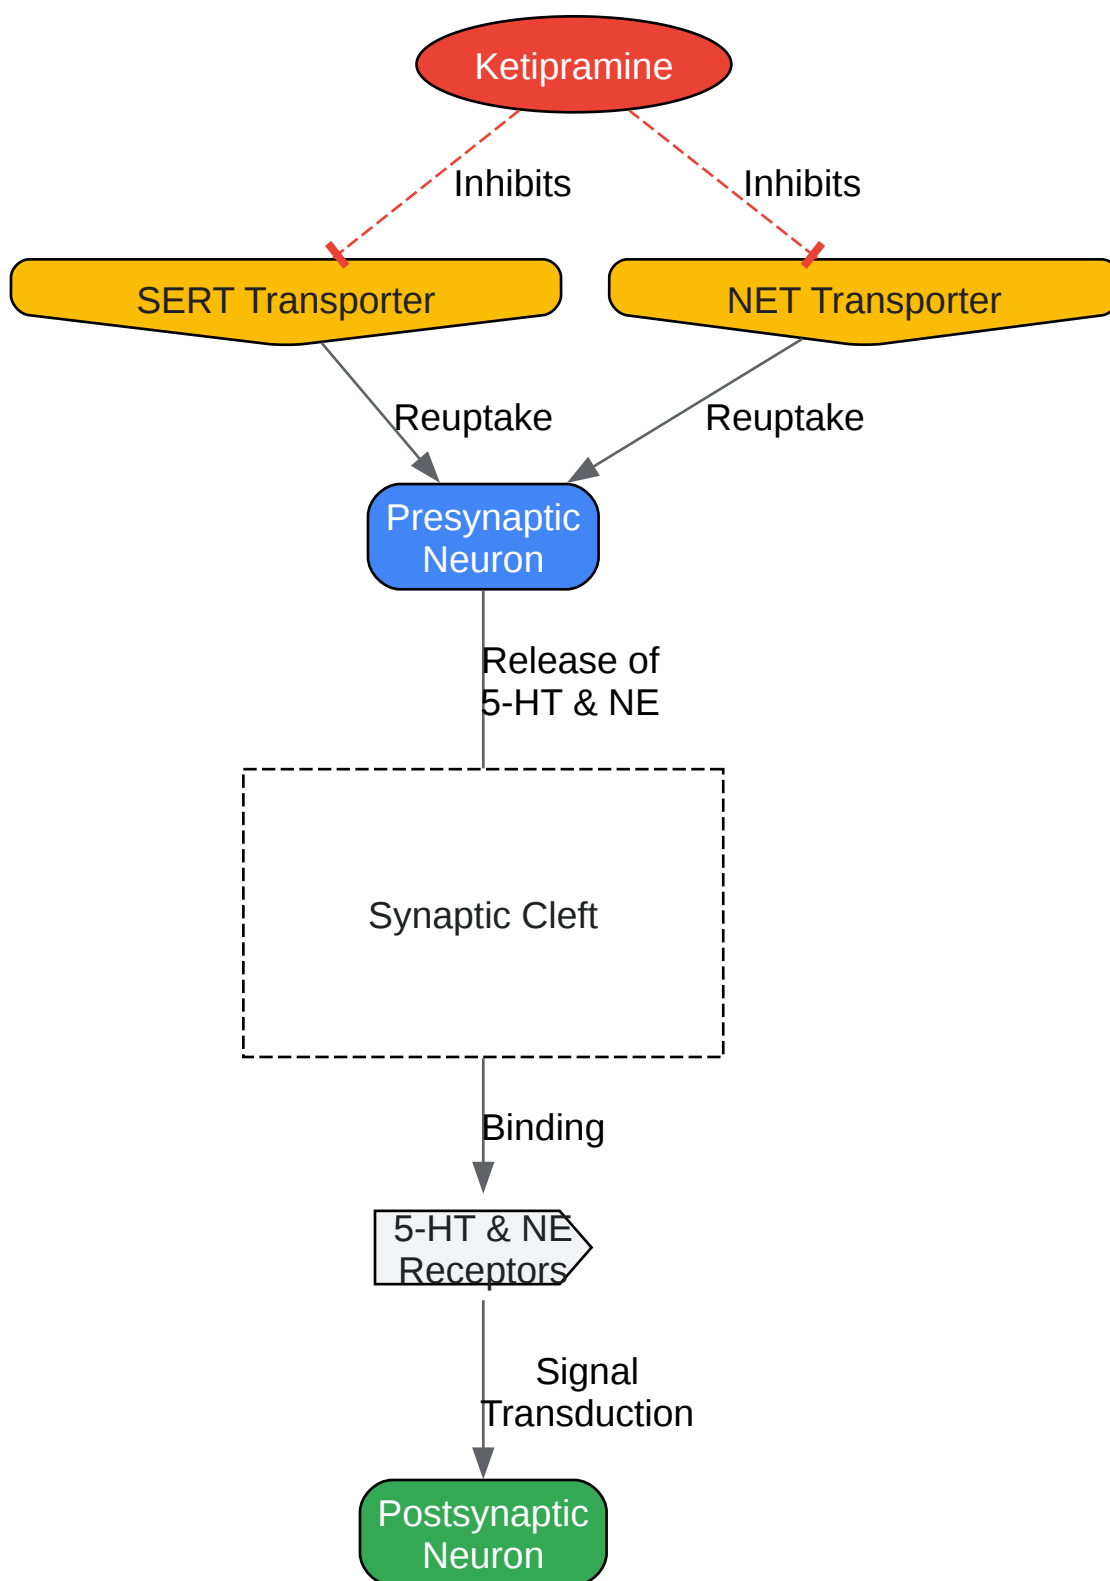 Ketipramine
Inhibits
Inhibits
SERT Transporter
NET Transporter
Reuptake
Reuptake
Presynaptic
Neuron
Release of
5-HT & NE
Synaptic Cleft
Binding
5-HT & NE
Receptors
Signal
Transduction
Postsynaptic
Neuron